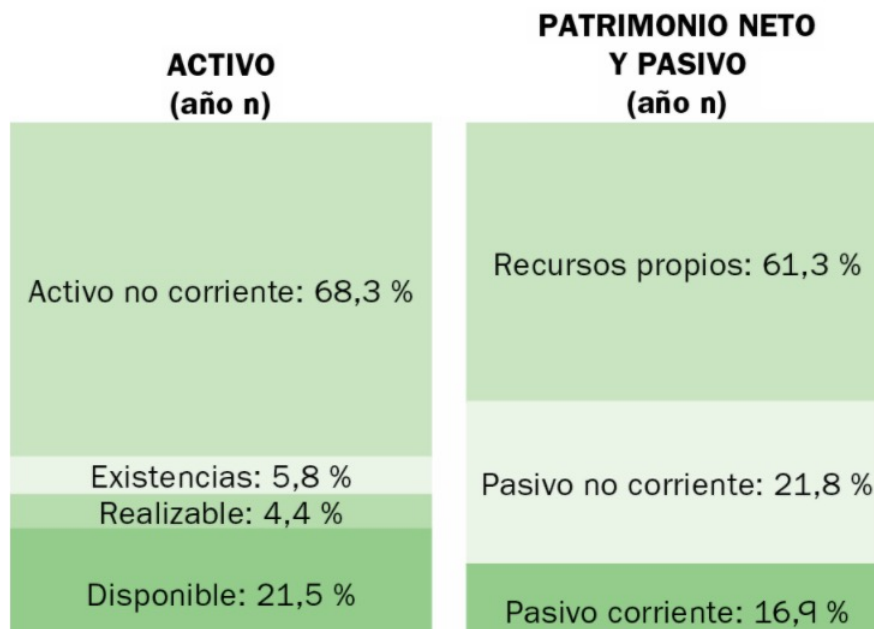 ACTIVO
(año n)
Activo no corriente: 68,3 %
Existencias: 5,8 %
Realizable: 4,4 %
Disponible: 21,5 %
PATRIMONIO NETO
Y PASIVO
(año n)
Recursos propios: 61,3 %
Pasivo no corriente: 21,8 %
Pasivo corriente: 16,9 %